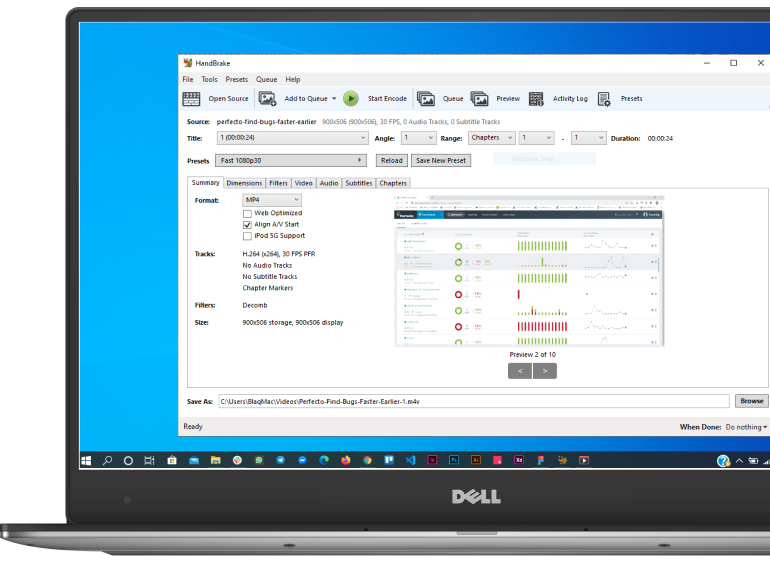 HandBrake
File Tools Presets Queue Help
Open Source Add to Queue Start Encode Queue Preview Activity Log Presets
Source: perfecto-find-bugs-faster-earlier 900x506 (900x506), 30 FPS, 0 Audio Tracks, 0 Subtitle Tracks
Title: 1 (00:00:24) Angle: 1 Range: Chapters 1 - 1 Duration: 00:00:24
Presets Fast 1080p30 Reload Save New Preset Window Snip
Summary Dimensions Filters Video Audio Subtitles Chapters
Format: MP4
Web Optimized
Align A/V Start
iPod 5G Support
Tracks: H.264 (x264), 30 FPS PFR
No Audio Tracks
No Subtitle Tracks
Chapter Markers
Filters: Decomb
Size: 900x506 storage, 900x506 display
Preview 2 of 10
< >
Save As: C:\Users\BlaqMac\Videos\Perfecto-Find-Bugs-Faster-Earlier-1.m4v Browse
Ready When Done: Do nothing
Id Ps Ai Xd
DELL